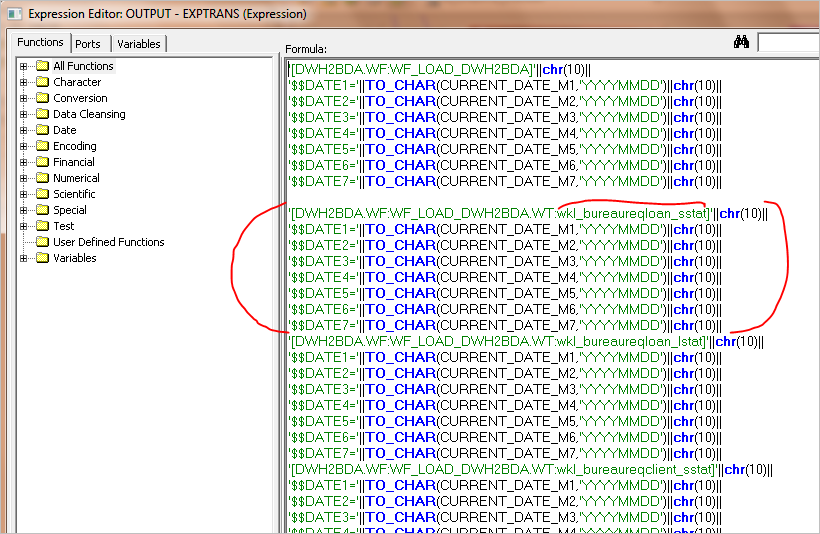 Expression Editor: OUTPUT - EXPTRANS (Expression)
Functions
Ports
Variables
All Functions
Character
Conversion
Data Cleansing
Date
Encoding
Financial
Numerical
Scientific
Special
Test
User Defined Functions
Variables
Formula:
'[DWH2BDA.WF:WF_LOAD_DWH2BDA]'||chr(10)||
'$$DATE1='||TO_CHAR(CURRENT_DATE_M1,'YYYYMMDD')||chr(10)||
'$$DATE2='||TO_CHAR(CURRENT_DATE_M2,'YYYYMMDD')||chr(10)||
'$$DATE3='||TO_CHAR(CURRENT_DATE_M3,'YYYYMMDD')||chr(10)||
'$$DATE4='||TO_CHAR(CURRENT_DATE_M4,'YYYYMMDD')||chr(10)||
'$$DATE5='||TO_CHAR(CURRENT_DATE_M5,'YYYYMMDD')||chr(10)||
'$$DATE6='||TO_CHAR(CURRENT_DATE_M6,'YYYYMMDD')||chr(10)||
'$$DATE7='||TO_CHAR(CURRENT_DATE_M7,'YYYYMMDD')||chr(10)||
'[DWH2BDA.WF:WF_LOAD_DWH2BDA.WT:wkl_bureaureqloan_sstat]'||chr(10)||
'$$DATE1='||TO_CHAR(CURRENT_DATE_M1,'YYYYMMDD')||chr(10)||
'$$DATE2='||TO_CHAR(CURRENT_DATE_M2,'YYYYMMDD')||chr(10)||
'$$DATE3='||TO_CHAR(CURRENT_DATE_M3,'YYYYMMDD')||chr(10)||
'$$DATE4='||TO_CHAR(CURRENT_DATE_M4,'YYYYMMDD')||chr(10)||
'$$DATE5='||TO_CHAR(CURRENT_DATE_M5,'YYYYMMDD')||chr(10)||
'$$DATE6='||TO_CHAR(CURRENT_DATE_M6,'YYYYMMDD')||chr(10)||
'$$DATE7='||TO_CHAR(CURRENT_DATE_M7,'YYYYMMDD')||chr(10)||
'[DWH2BDA.WF:WF_LOAD_DWH2BDA.WT:wkl_bureaureqloan_lstat]'||chr(10)||
'$$DATE1='||TO_CHAR(CURRENT_DATE_M1,'YYYYMMDD')||chr(10)||
'$$DATE2='||TO_CHAR(CURRENT_DATE_M2,'YYYYMMDD')||chr(10)||
'$$DATE3='||TO_CHAR(CURRENT_DATE_M3,'YYYYMMDD')||chr(10)||
'$$DATE4='||TO_CHAR(CURRENT_DATE_M4,'YYYYMMDD')||chr(10)||
'$$DATE5='||TO_CHAR(CURRENT_DATE_M5,'YYYYMMDD')||chr(10)||
'$$DATE6='||TO_CHAR(CURRENT_DATE_M6,'YYYYMMDD')||chr(10)||
'$$DATE7='||TO_CHAR(CURRENT_DATE_M7,'YYYYMMDD')||chr(10)||
'[DWH2BDA.WF:WF_LOAD_DWH2BDA.WT:wkl_bureaureqclient_sstat]'||chr(10)||
'$$DATE1='||TO_CHAR(CURRENT_DATE_M1,'YYYYMMDD')||chr(10)||
'$$DATE2='||TO_CHAR(CURRENT_DATE_M2,'YYYYMMDD')||chr(10)||
'$$DATE3='||TO_CHAR(CURRENT_DATE_M3,'YYYYMMDD')||chr(10)||
'$$DATE4='||TO_CHAR(CURRENT_DATE_M4,'YYYYMMDD')||chr(10)||